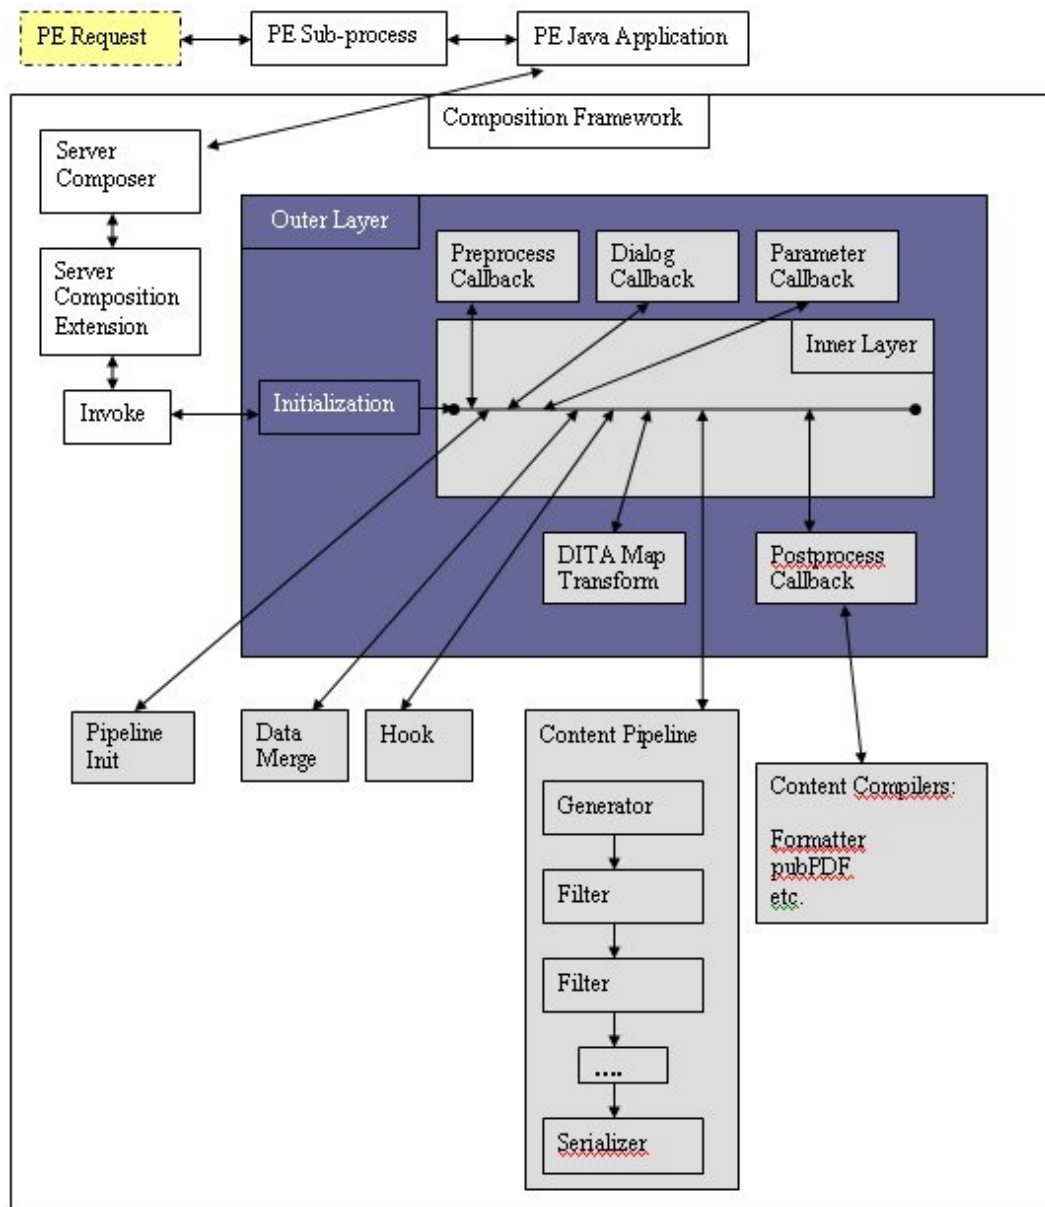 PE Request
PE Sub-process
PE Java Application
Composition Framework
Server
Composer
Outer Layer
Preprocess
Callback
Dialog
Callback
Parameter
Callback
Server
Composition
Extension
Inner Layer
Invoke
Initialization
DITA Map
Transform
Postprocess
Callback
Pipeline
Init
Data
Merge
Hook
Content Pipeline
Generator
Filter
Filter
....
Serializer
Content Compilers:
Formatter
pubPDF
etc.